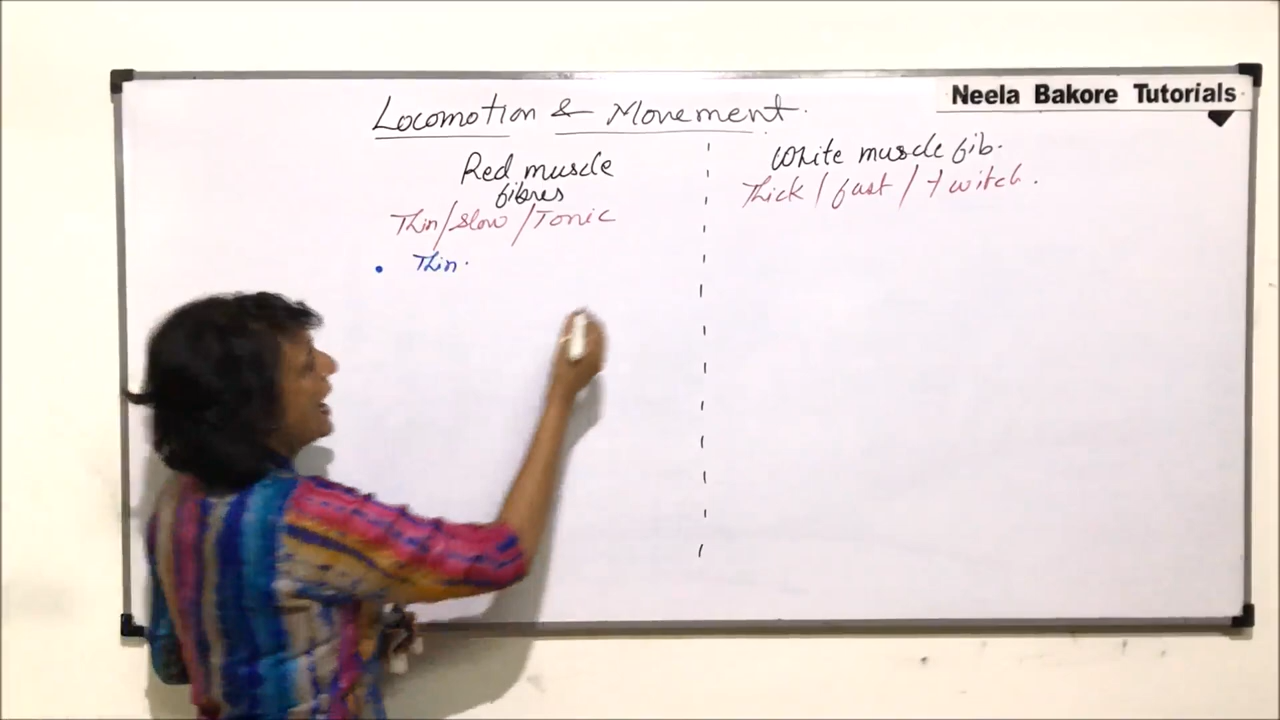 Neela Bakore Tutorials
Locomotion & Movement.
Red muscle
fibres
Thin/Slow/Tonic
• Thin.
White muscle fib.
Thick/fast/twitch.